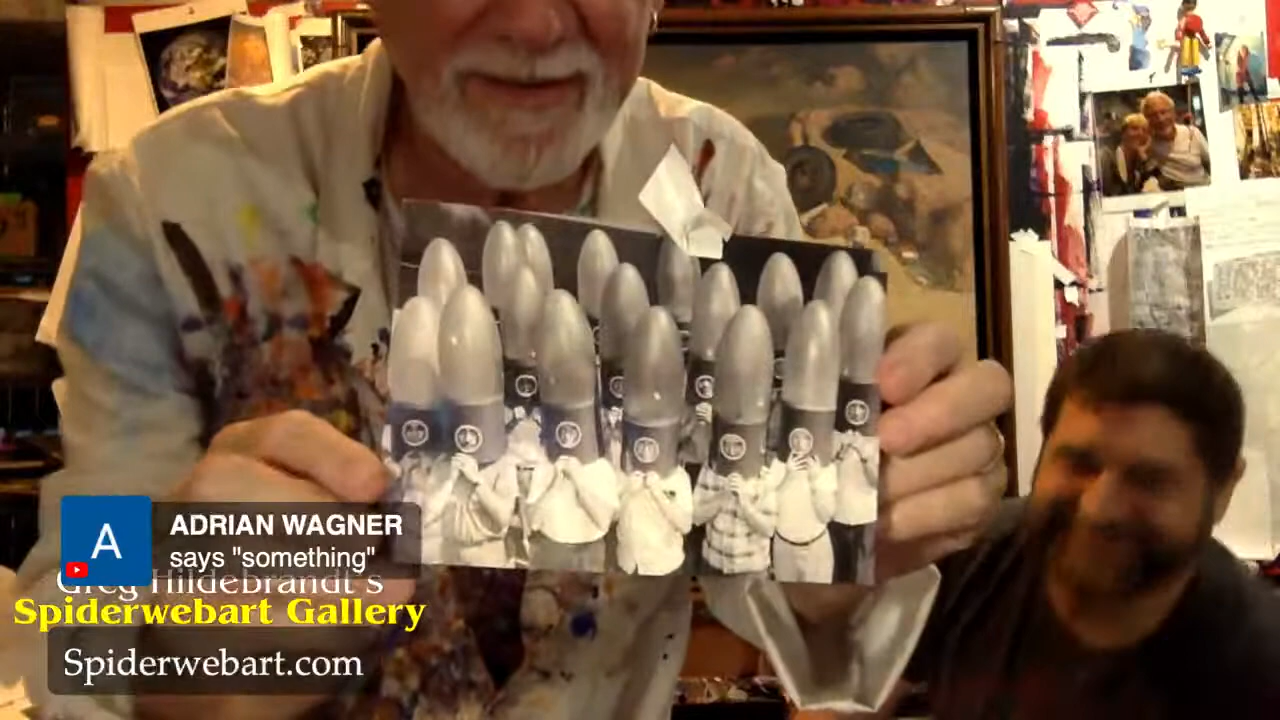 A
ADRIAN WAGNER
says "something"
Greg Hildebrandt's
Spiderwebart Gallery
Spiderwebart.com